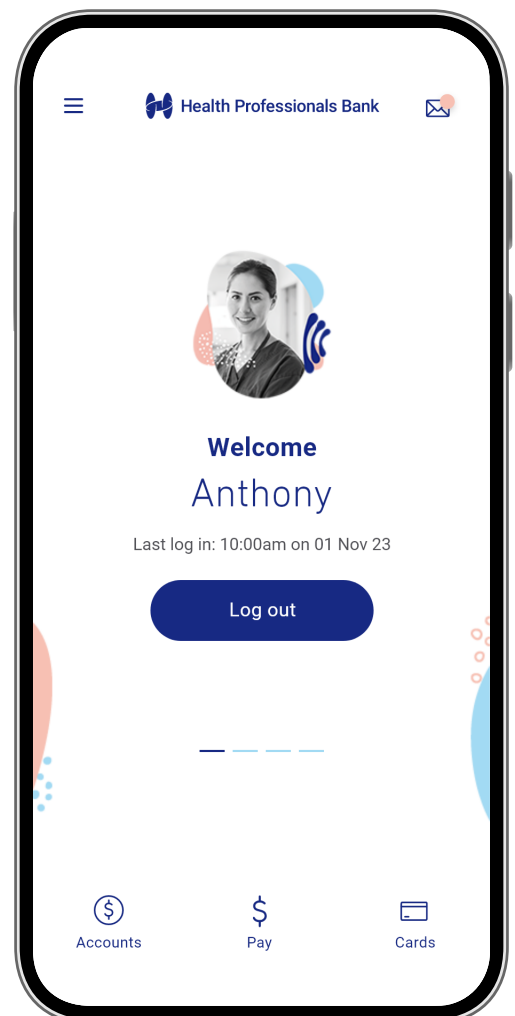 Health Professionals Bank
Welcome
Anthony
Last log in: 10:00am on 01 Nov 23
Log out
Accounts
Pay
Cards